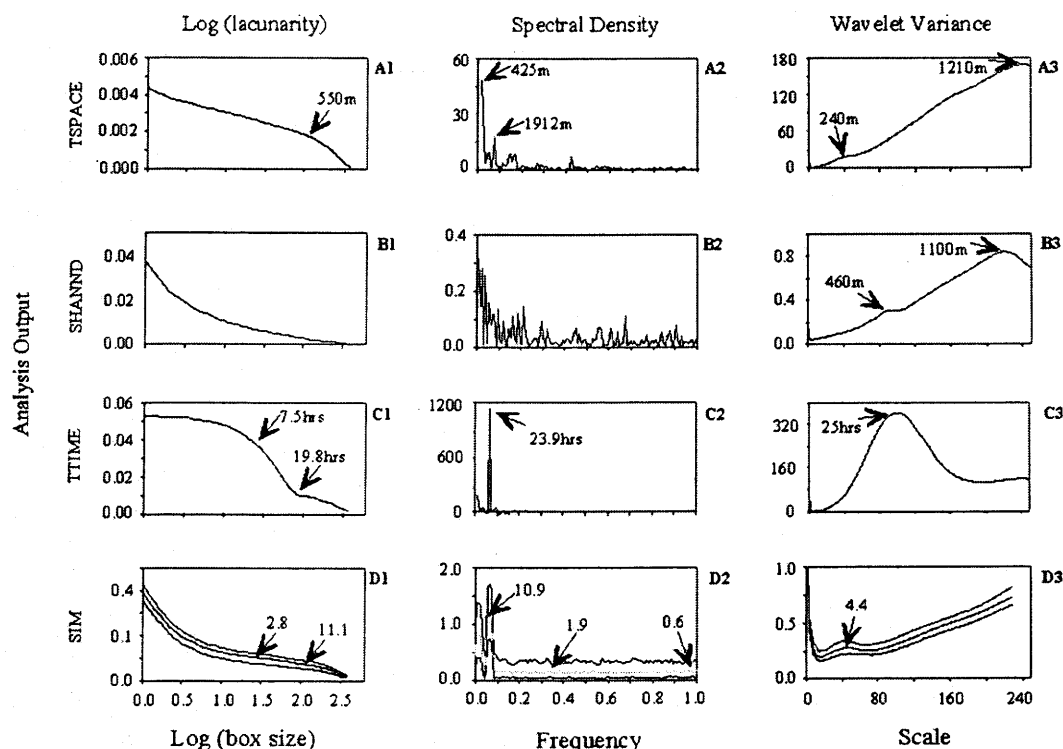 Log (lacunarity) Spectral Density Wavelet Variance
Analysis Output
TSPACE
0.006
0.004
0.002
0.000
A1
550m
60
30
0
A2
425m
1912m
180
120
60
0
A3
1210m
240m
SHANND
0.04
0.02
0.00
B1
0.4
0.2
0.0
B2
0.8
0.4
0
B3
1100m
460m
TTIME
0.06
0.04
0.02
0.00
C1
7.5hrs
19.8hrs
1200
600
0
C2
23.9hrs
320
160
0
C3
25hrs
SIM
0.4
0.1
0.0
D1
2.8
11.1
0.0 0.5 1.0 1.5 2.0 2.5
2.0
1.0
0.0
D2
10.9
1.9
0.6
0.0 0.2 0.4 0.6 0.8 1.0
1.0
0.5
0.0
D3
4.4
0 80 160 240
Log (box size) Frequency Scale